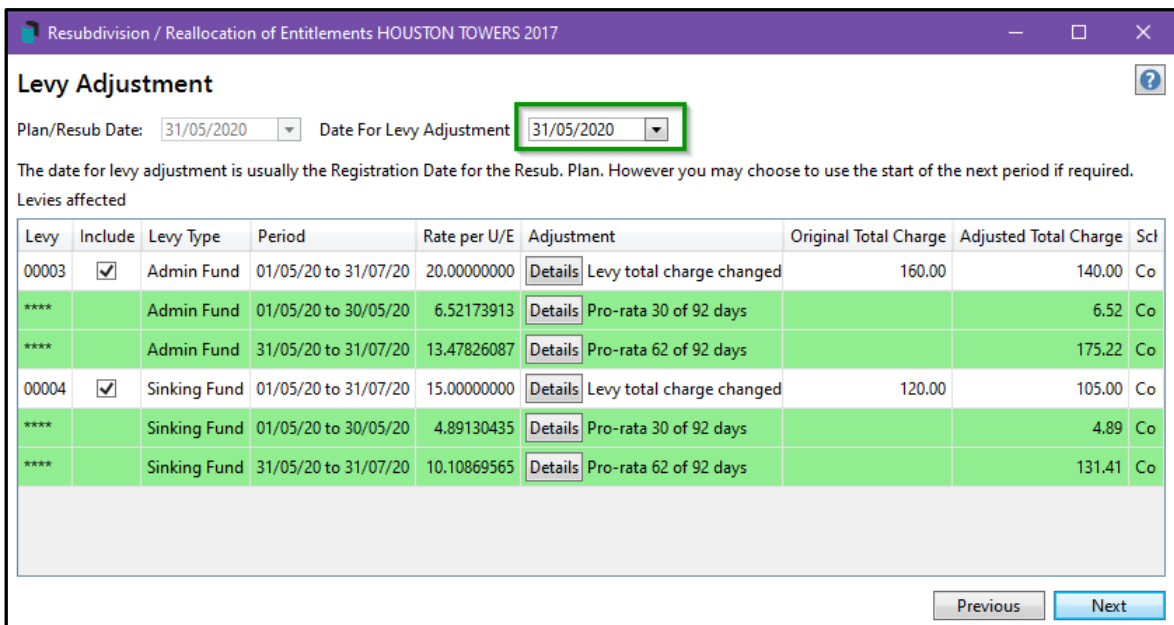 Resubdivision / Reallocation of Entitlements HOUSTON TOWERS 2017
Levy Adjustment
Plan/Resub Date: 31/05/2020 Date For Levy Adjustment 31/05/2020
The date for levy adjustment is usually the Registration Date for the Resub. Plan. However you may choose to use the start of the next period if required.
Levies affected
Levy Include Levy Type Period Rate per U/E Adjustment Original Total Charge Adjusted Total Charge Sch
00003 Admin Fund 01/05/20 to 31/07/20 20.00000000 Details Levy total charge changed 160.00 140.00 Co
**** Admin Fund 01/05/20 to 30/05/20 6.52173913 Details Pro-rata 30 of 92 days 6.52 Co
**** Admin Fund 31/05/20 to 31/07/20 13.47826087 Details Pro-rata 62 of 92 days 175.22 Co
00004 Sinking Fund 01/05/20 to 31/07/20 15.00000000 Details Levy total charge changed 120.00 105.00 Co
**** Sinking Fund 01/05/20 to 30/05/20 4.89130435 Details Pro-rata 30 of 92 days 4.89 Co
**** Sinking Fund 31/05/20 to 31/07/20 10.10869565 Details Pro-rata 62 of 92 days 131.41 Co
Previous Next